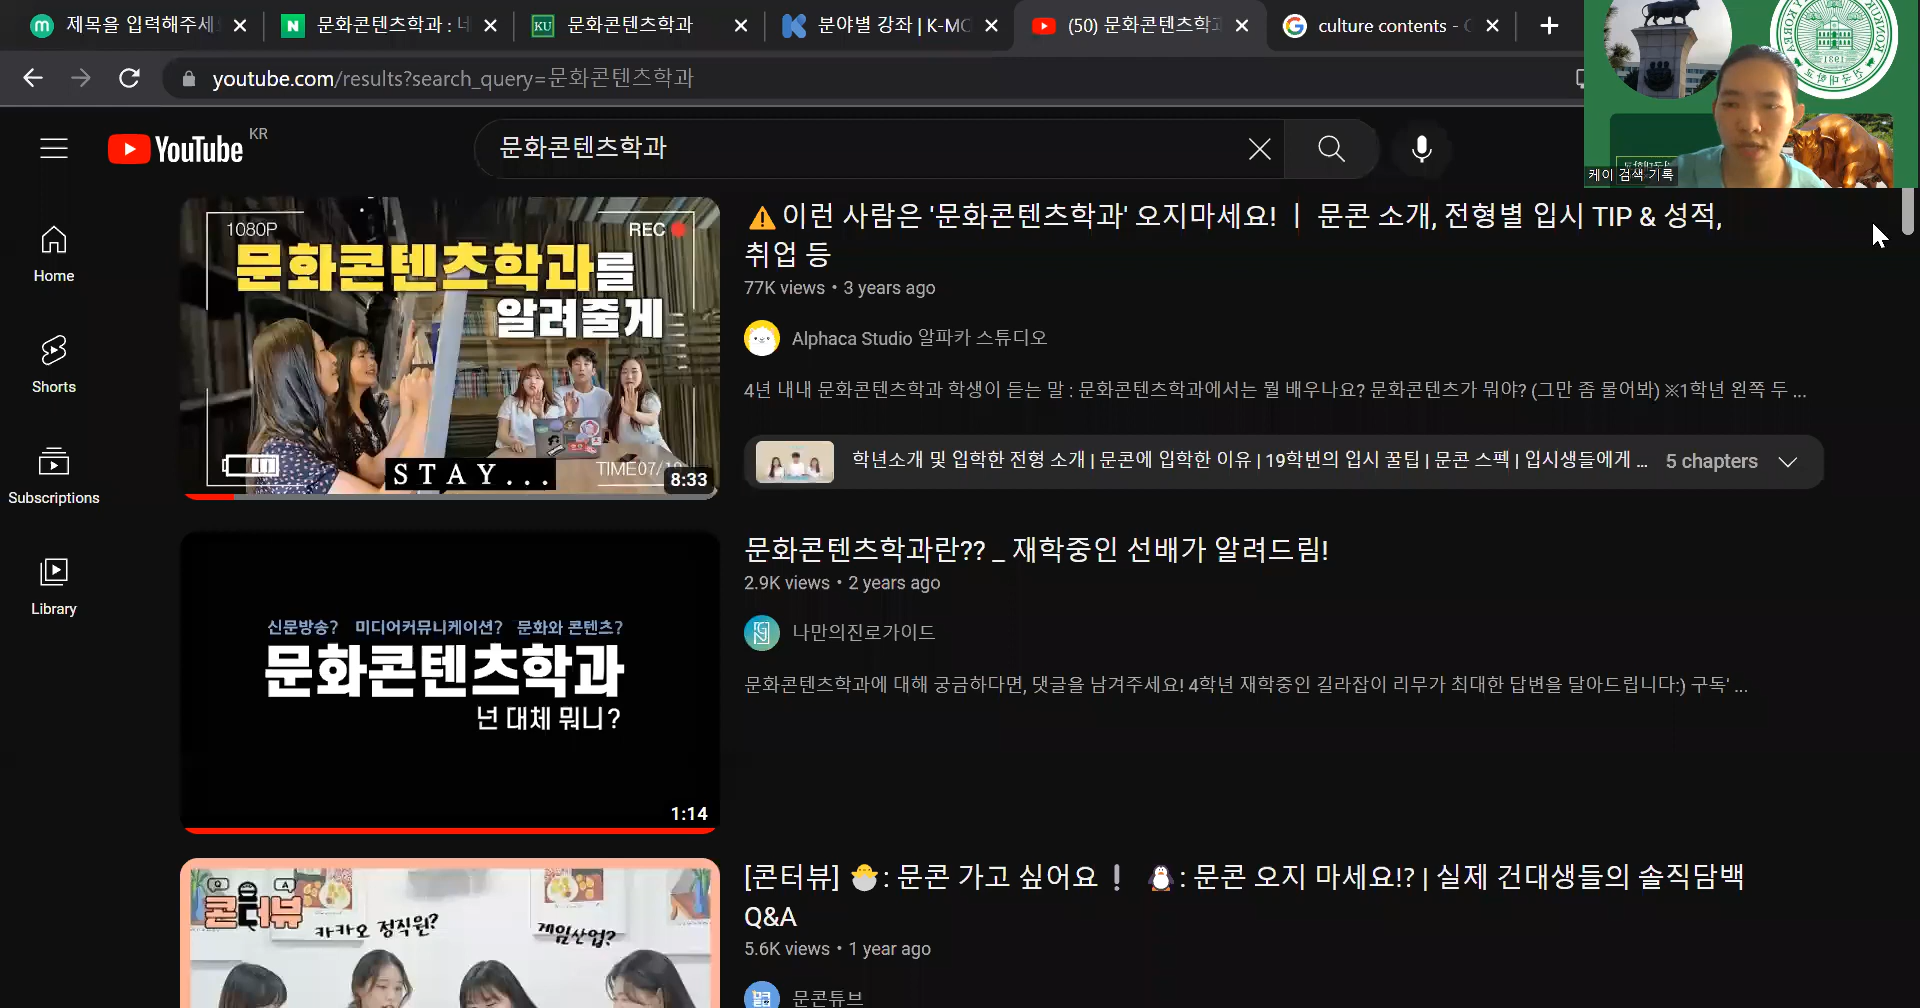 제목을 입력해주세
문화콘텐츠학과 : 네
문화콘텐츠학과
분야별 강좌 | K-MO
(50) 문화콘텐츠학과
culture contents -
youtube.com/results?search_query=문화콘텐츠학과
YouTube KR
문화콘텐츠학과
케이 검색 기록
Home
Shorts
Subscriptions
Library
1080P
REC
문화콘텐츠학과를
알려줄게
STAY...
TIME07/
8:33
⚠이런 사람은 '문화콘텐츠학과' 오지마세요! ㅣ 문콘 소개, 전형별 입시 TIP & 성적,
취업 등
77K views • 3 years ago
Alphaca Studio 알파카 스튜디오
4년 내내 문화콘텐츠학과 학생이 듣는 말 : 문화콘텐츠학과에서는 뭘 배우나요? 문화콘텐츠가 뭐야? (그만 좀 물어봐) ※1학년 왼쪽 두 ...
학년소개 및 입학한 전형 소개 | 문콘에 입학한 이유 | 19학번의 입시 꿀팁 | 문콘 스펙 | 입시생들에게 ... 5 chapters
신문방송? 미디어커뮤니케이션? 문화와 콘텐츠?
문화콘텐츠학과
넌 대체 뭐니?
1:14
문화콘텐츠학과란?? _ 재학중인 선배가 알려드림!
2.9K views • 2 years ago
나만의진로가이드
문화콘텐츠학과에 대해 궁금하다면, 댓글을 남겨주세요! 4학년 재학중인 길라잡이 리무가 최대한 답변을 달아드립니다:) 구독' ...
Q A
콘터뷰
카카오 정직원?
게임산업?
[콘터뷰] 🐣 : 문콘 가고 싶어요❕ 🐧 : 문콘 오지 마세요!? | 실제 건대생들의 솔직담백
Q&A
5.6K views • 1 year ago
문콘튜브